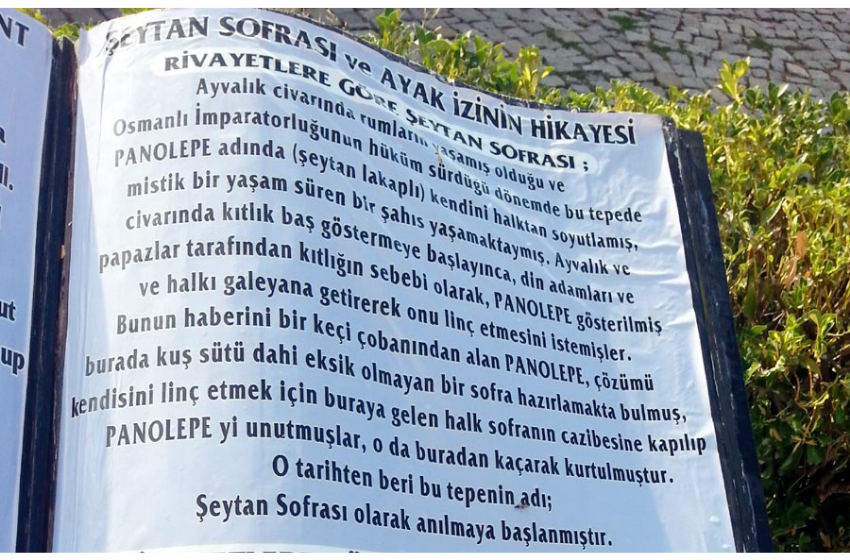 ŞEYTAN SOFRASI ve AYAK İZİNİN HİKAYESİ
RİVAYETLERE GÖRE ŞEYTAN SOFRASI ;
Ayvalık civarında rumların yaşamış olduğu ve
Osmanlı İmparatorluğunun hüküm sürdüğü dönemde bu tepede
PANOLEPE adında (şeytan lakaplı) kendini halktan soyutlamış,
mistik bir yaşam süren bir şahıs yaşamaktaymış. Ayvalık ve
civarında kıtlık baş göstermeye başlayınca, din adamları ve
papazlar tarafından kıtlığın sebebi olarak, PANOLEPE gösterilmiş
ve halkı galeyana getirerek onu linç etmesini istemişler.
Bunun haberini bir keçi çobanından alan PANOLEPE, çözümü
burada kuş sütü dahi eksik olmayan bir sofra hazırlamakta bulmuş,
kendisini linç etmek için buraya gelen halk sofranın cazibesine kapılıp
PANOLEPE yi unutmuşlar, o da buradan kaçarak kurtulmuştur.
O tarihten beri bu tepenin adı;
Şeytan Sofrası olarak anılmaya başlanmıştır.